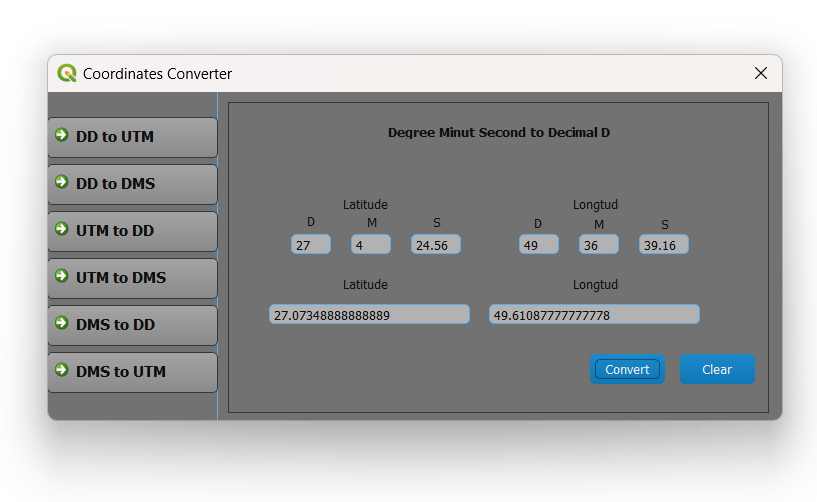 Coordinates Converter
DD to UTM
DD to DMS
UTM to DD
UTM to DMS
DMS to DD
DMS to UTM
Degree Minut Second to Decimal D
Latitude Longtud
D M S D M S
27 4 24.56 49 36 39.16
Latitude Longtud
27.07348888888889 49.61087777777778
Convert Clear